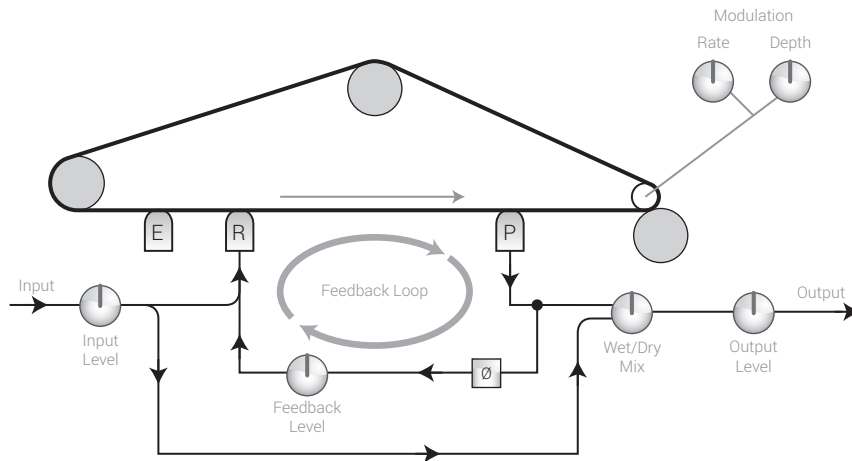 Modulation
Rate
Depth
E
R
P
Input
Feedback Loop
Output
Input
Level
Wet/Dry
Mix
Output
Level
Ø
Feedback
Level